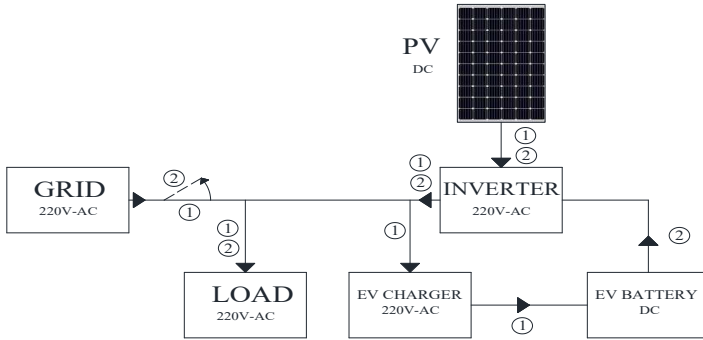 PV
DC
①
②
①
②
②
①
GRID
220V-AC
INVERTER
220V-AC
①
②
①
②
LOAD
220V-AC
EV CHARGER
220V-AC
①
EV BATTERY
DC